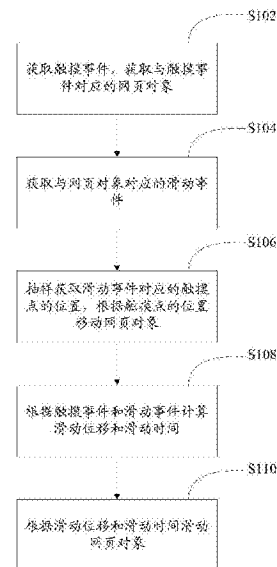 S102
获取触摸事件，获取与触摸事
件对应的网页对象
S104
获取与网页对象对应的滑动事
件
S106
抽样获取滑动事件对应的触摸
点的位置，根据触摸点的位置
移动网页对象
S108
根据触摸事件和滑动事件计算
滑动位移和滑动时间
S110
根据滑动位移和滑动时间滑动
网页对象